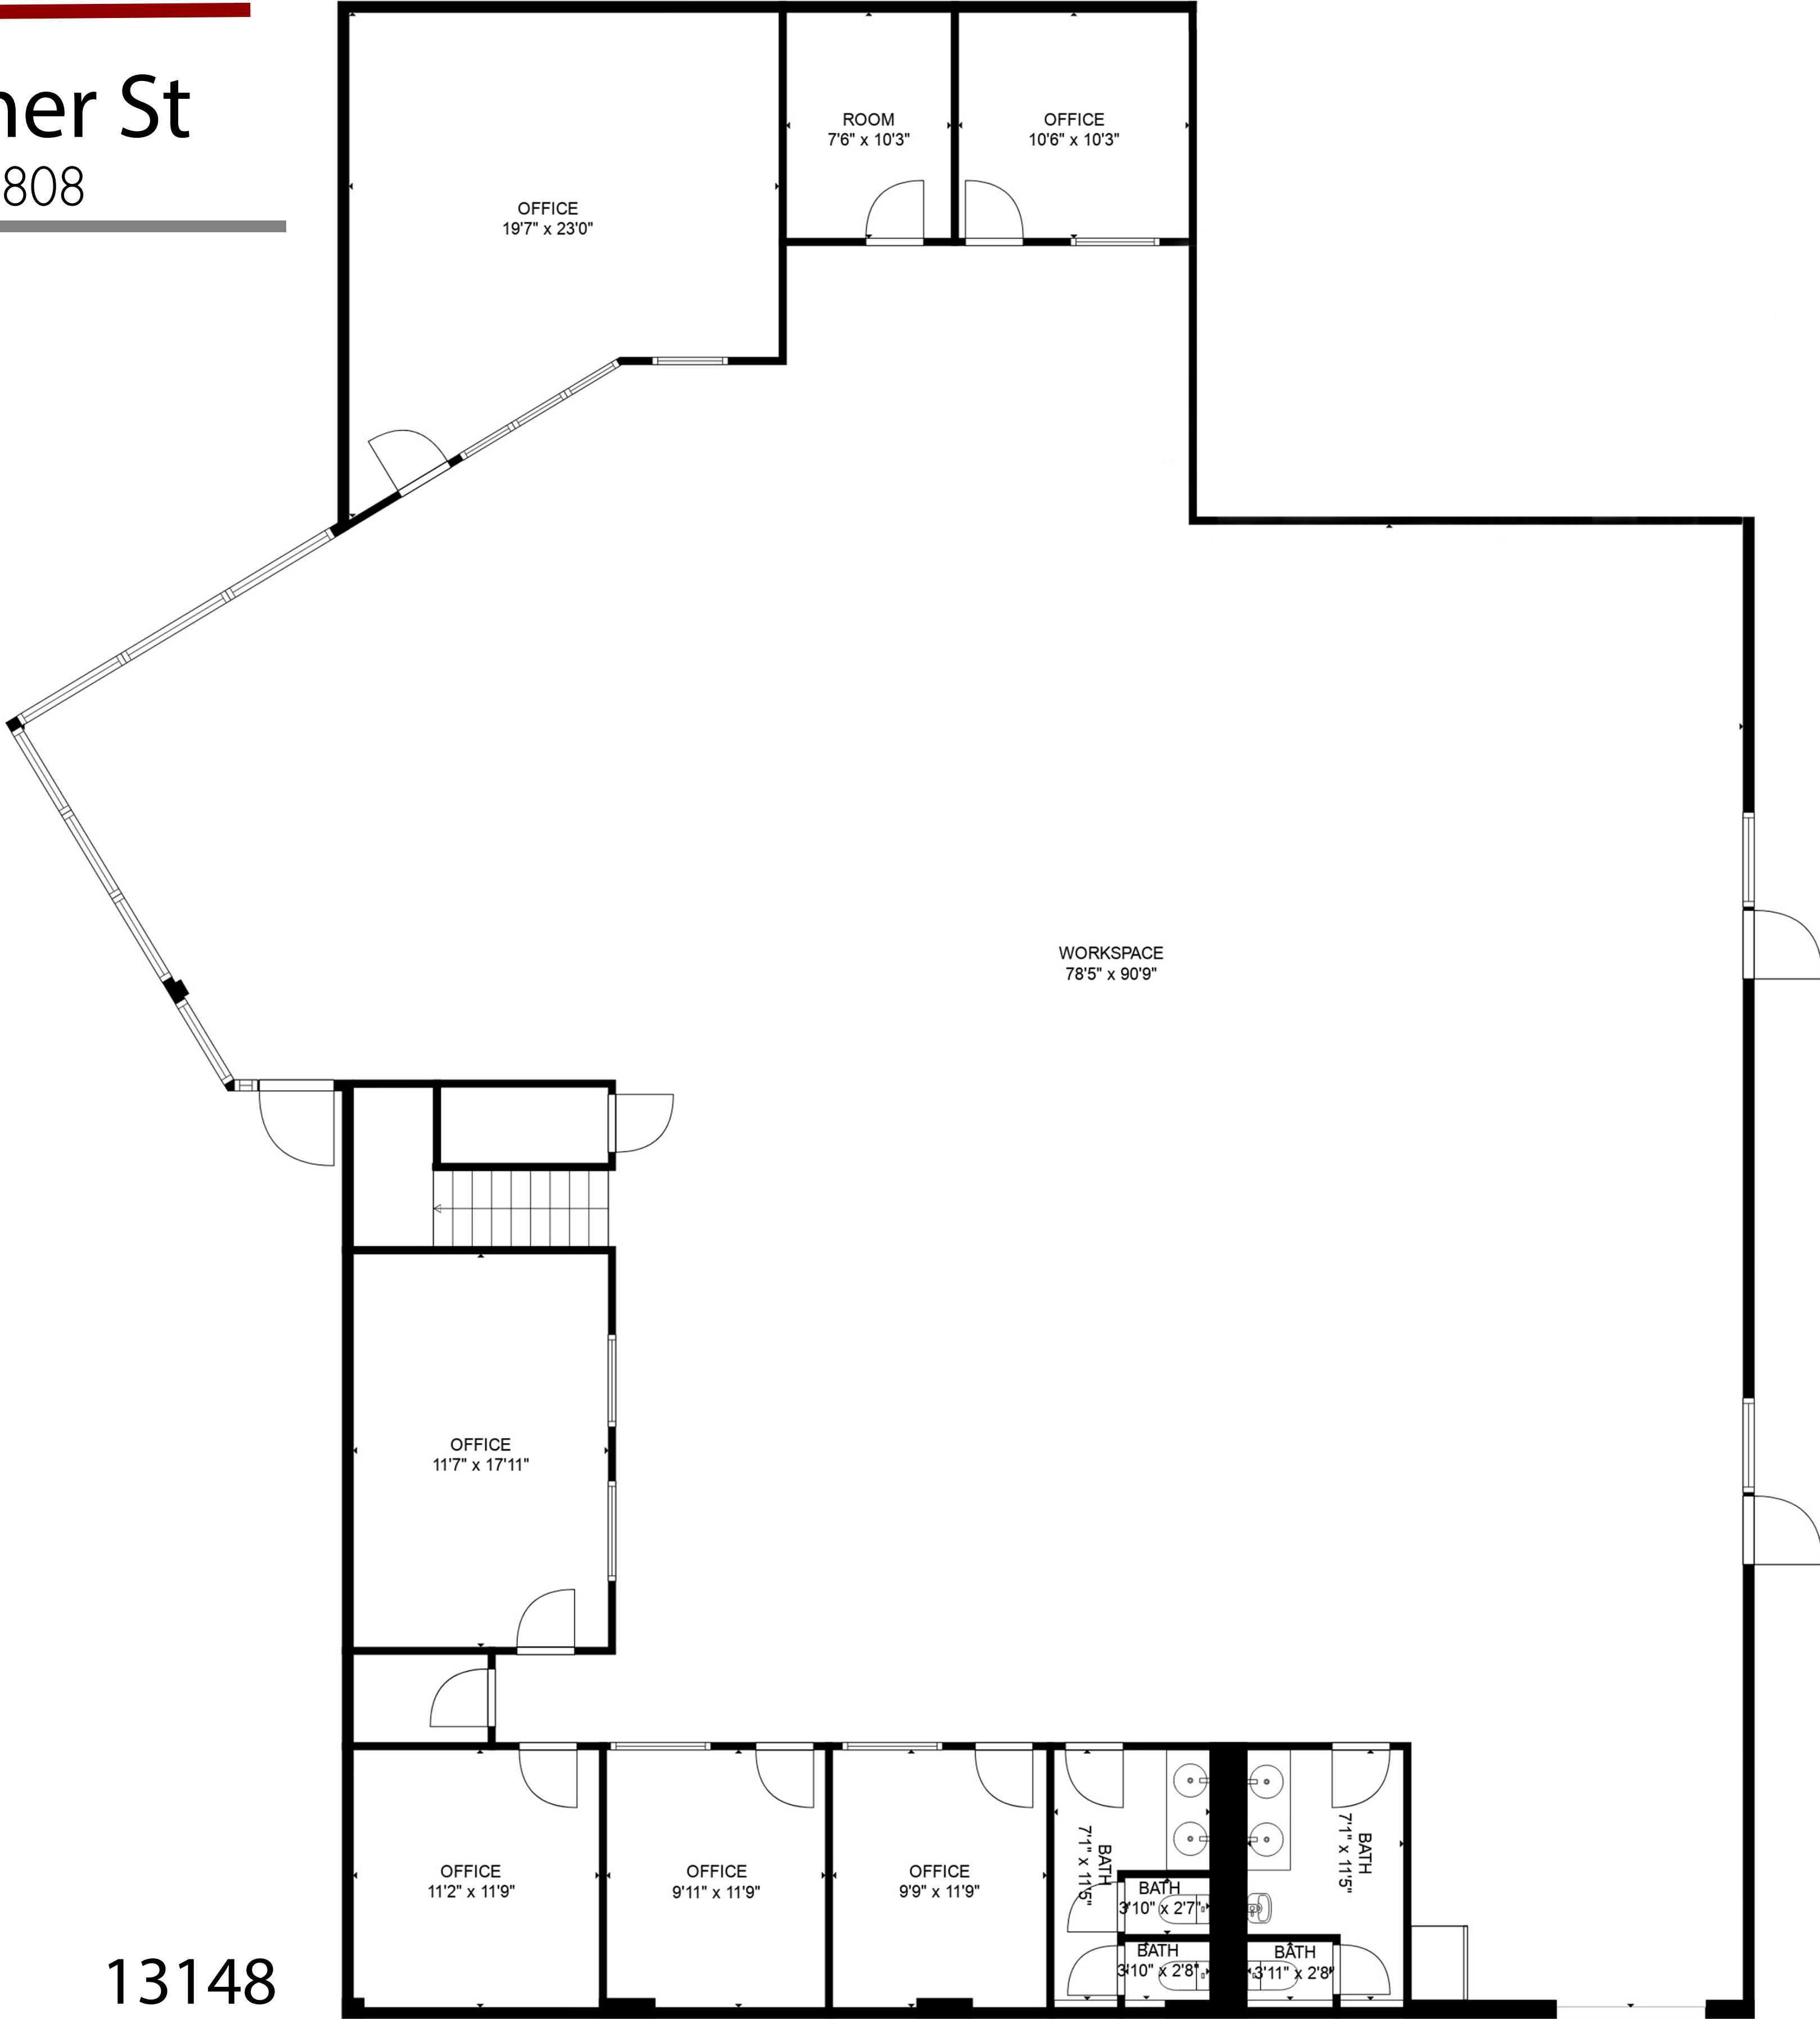 ner St
808
ROOM
7'6" x 10'3"
OFFICE
10'6" x 10'3"
OFFICE
19'7" x 23'0"
WORKSPACE
78'5" x 90'9"
OFFICE
11'7" x 17'11"
OFFICE
11'2" x 11'9"
OFFICE
9'11" x 11'9"
OFFICE
9'9" x 11'9"
BATH
7'1" x 11'5"
BATH
3'10" x 2'7"
BATH
3'10" x 2'8"
BATH
7'1" x 11'5"
BATH
3'11" x 2'8"
13148